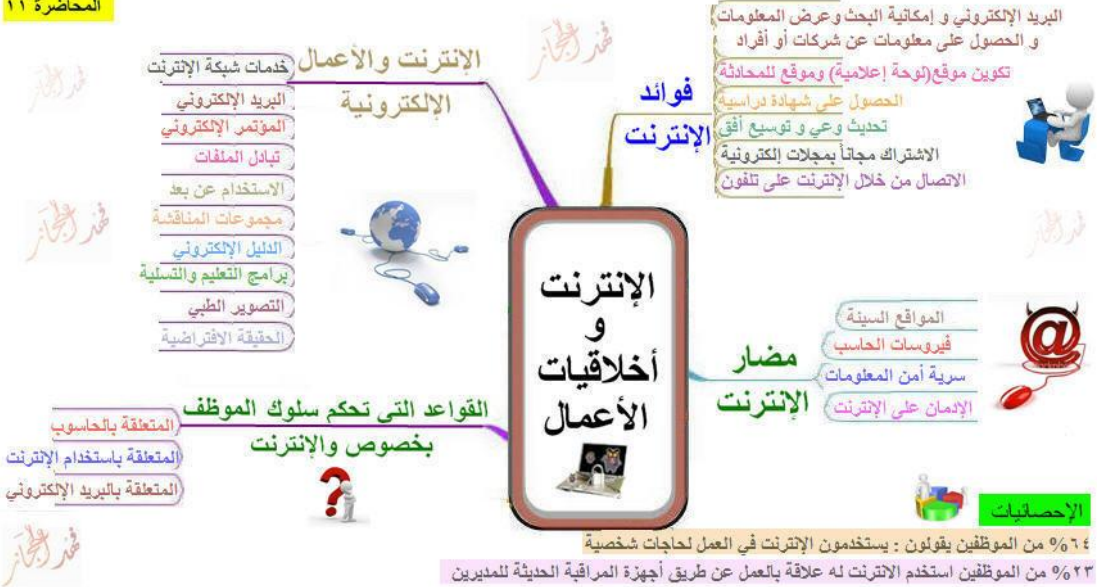 المحاضرة ١١
البريد الإلكتروني و إمكانية البحث وعرض المعلومات
و الحصول على معلومات عن شركات أو أفراد
تكوين موقع(لوحة إعلامية) وموقع للمحادثة
الحصول على شهادة دراسية
تحديث وعي و توسيع أفق
الاشتراك مجاناً بمجلات إلكترونية
الاتصال من خلال الإنترنت على تلفون
فوائد
الإنترنت
الإنترنت والأعمال
الإلكترونية
خدمات شبكة الإنترنت
البريد الإلكتروني
المؤتمر الإلكتروني
تبادل الملفات
الاستخدام عن بعد
مجموعات المناقشة
الدليل الإلكتروني
برامج التعليم والتسلية
التصوير الطبي
الحقيقة الافتراضية
الإنترنت
و
أخلاقيات
الأعمال
مضار
الإنترنت
المواقع السيئة
فيروسات الحاسب
سرية أمن المعلومات
الإدمان على الإنترنت
القواعد التي تحكم سلوك الموظف
بخصوص والإنترنت
المتعلقة بالحاسوب
المتعلقة باستخدام الإنترنت
المتعلقة بالبريد الإلكتروني
الإحصائيات
٦٤% من الموظفين يقولون : يستخدمون الإنترنت في العمل لحاجات شخصية
٢٣% من الموظفين استخدم الانترنت له علاقة بالعمل عن طريق أجهزة المراقبة الحديثة للمديرين